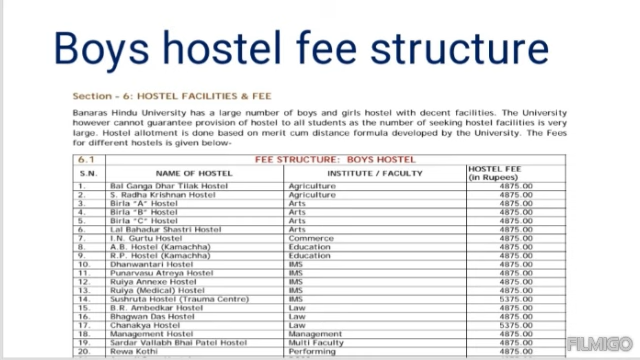 Boys hostel fee structure
Section - 6: HOSTEL FACILITIES & FEE
Banaras Hindu University has a large number of boys and girls hostel with decent facilities. The University
however cannot guarantee provision of hostel to all students as the number of seeking hostel facilities is very
large. Hostel allotment is done based on merit cum distance formula developed by the University. The Fees
for different hostels is given below-
6.1 FEE STRUCTURE: BOYS HOSTEL
S.N. NAME OF HOSTEL INSTITUTE / FACULTY HOSTEL FEE (in Rupees)
1. Bal Ganga Dhar Tilak Hostel Agriculture 4875.00
2. S. Radha Krishnan Hostel Agriculture 4875.00
3. Birla "A" Hostel Arts 4875.00
4. Birla "B" Hostel Arts 4875.00
5. Birla "C" Hostel Arts 4875.00
6. Lal Bahadur Shastri Hostel Arts 4875.00
7. I.N. Gurtu Hostel Commerce 4875.00
8. A.B. Hostel (Kamachha) Education 4875.00
9. R.P. Hostel (Kamachha) Education 4875.00
10. Dhanwantari Hostel IMS 4875.00
11. Punarvasu Atreya Hostel IMS 4875.00
12. Ruiya Annexe Hostel IMS 4875.00
13. Ruiya (Medical) Hostel IMS 4875.00
14. Sushruta Hostel (Trauma Centre) IMS 5375.00
15. B.R. Ambedkar Hostel Law 4875.00
16. Bhagwan Das Hostel Law 4875.00
17. Chanakya Hostel Law 5375.00
18. Management Hostel Management 4875.00
19. Sardar Vallabh Bhai Patel Hostel Multi Faculty 4875.00
20. Rewa Kothi Performing 4875.00
FILMIGO